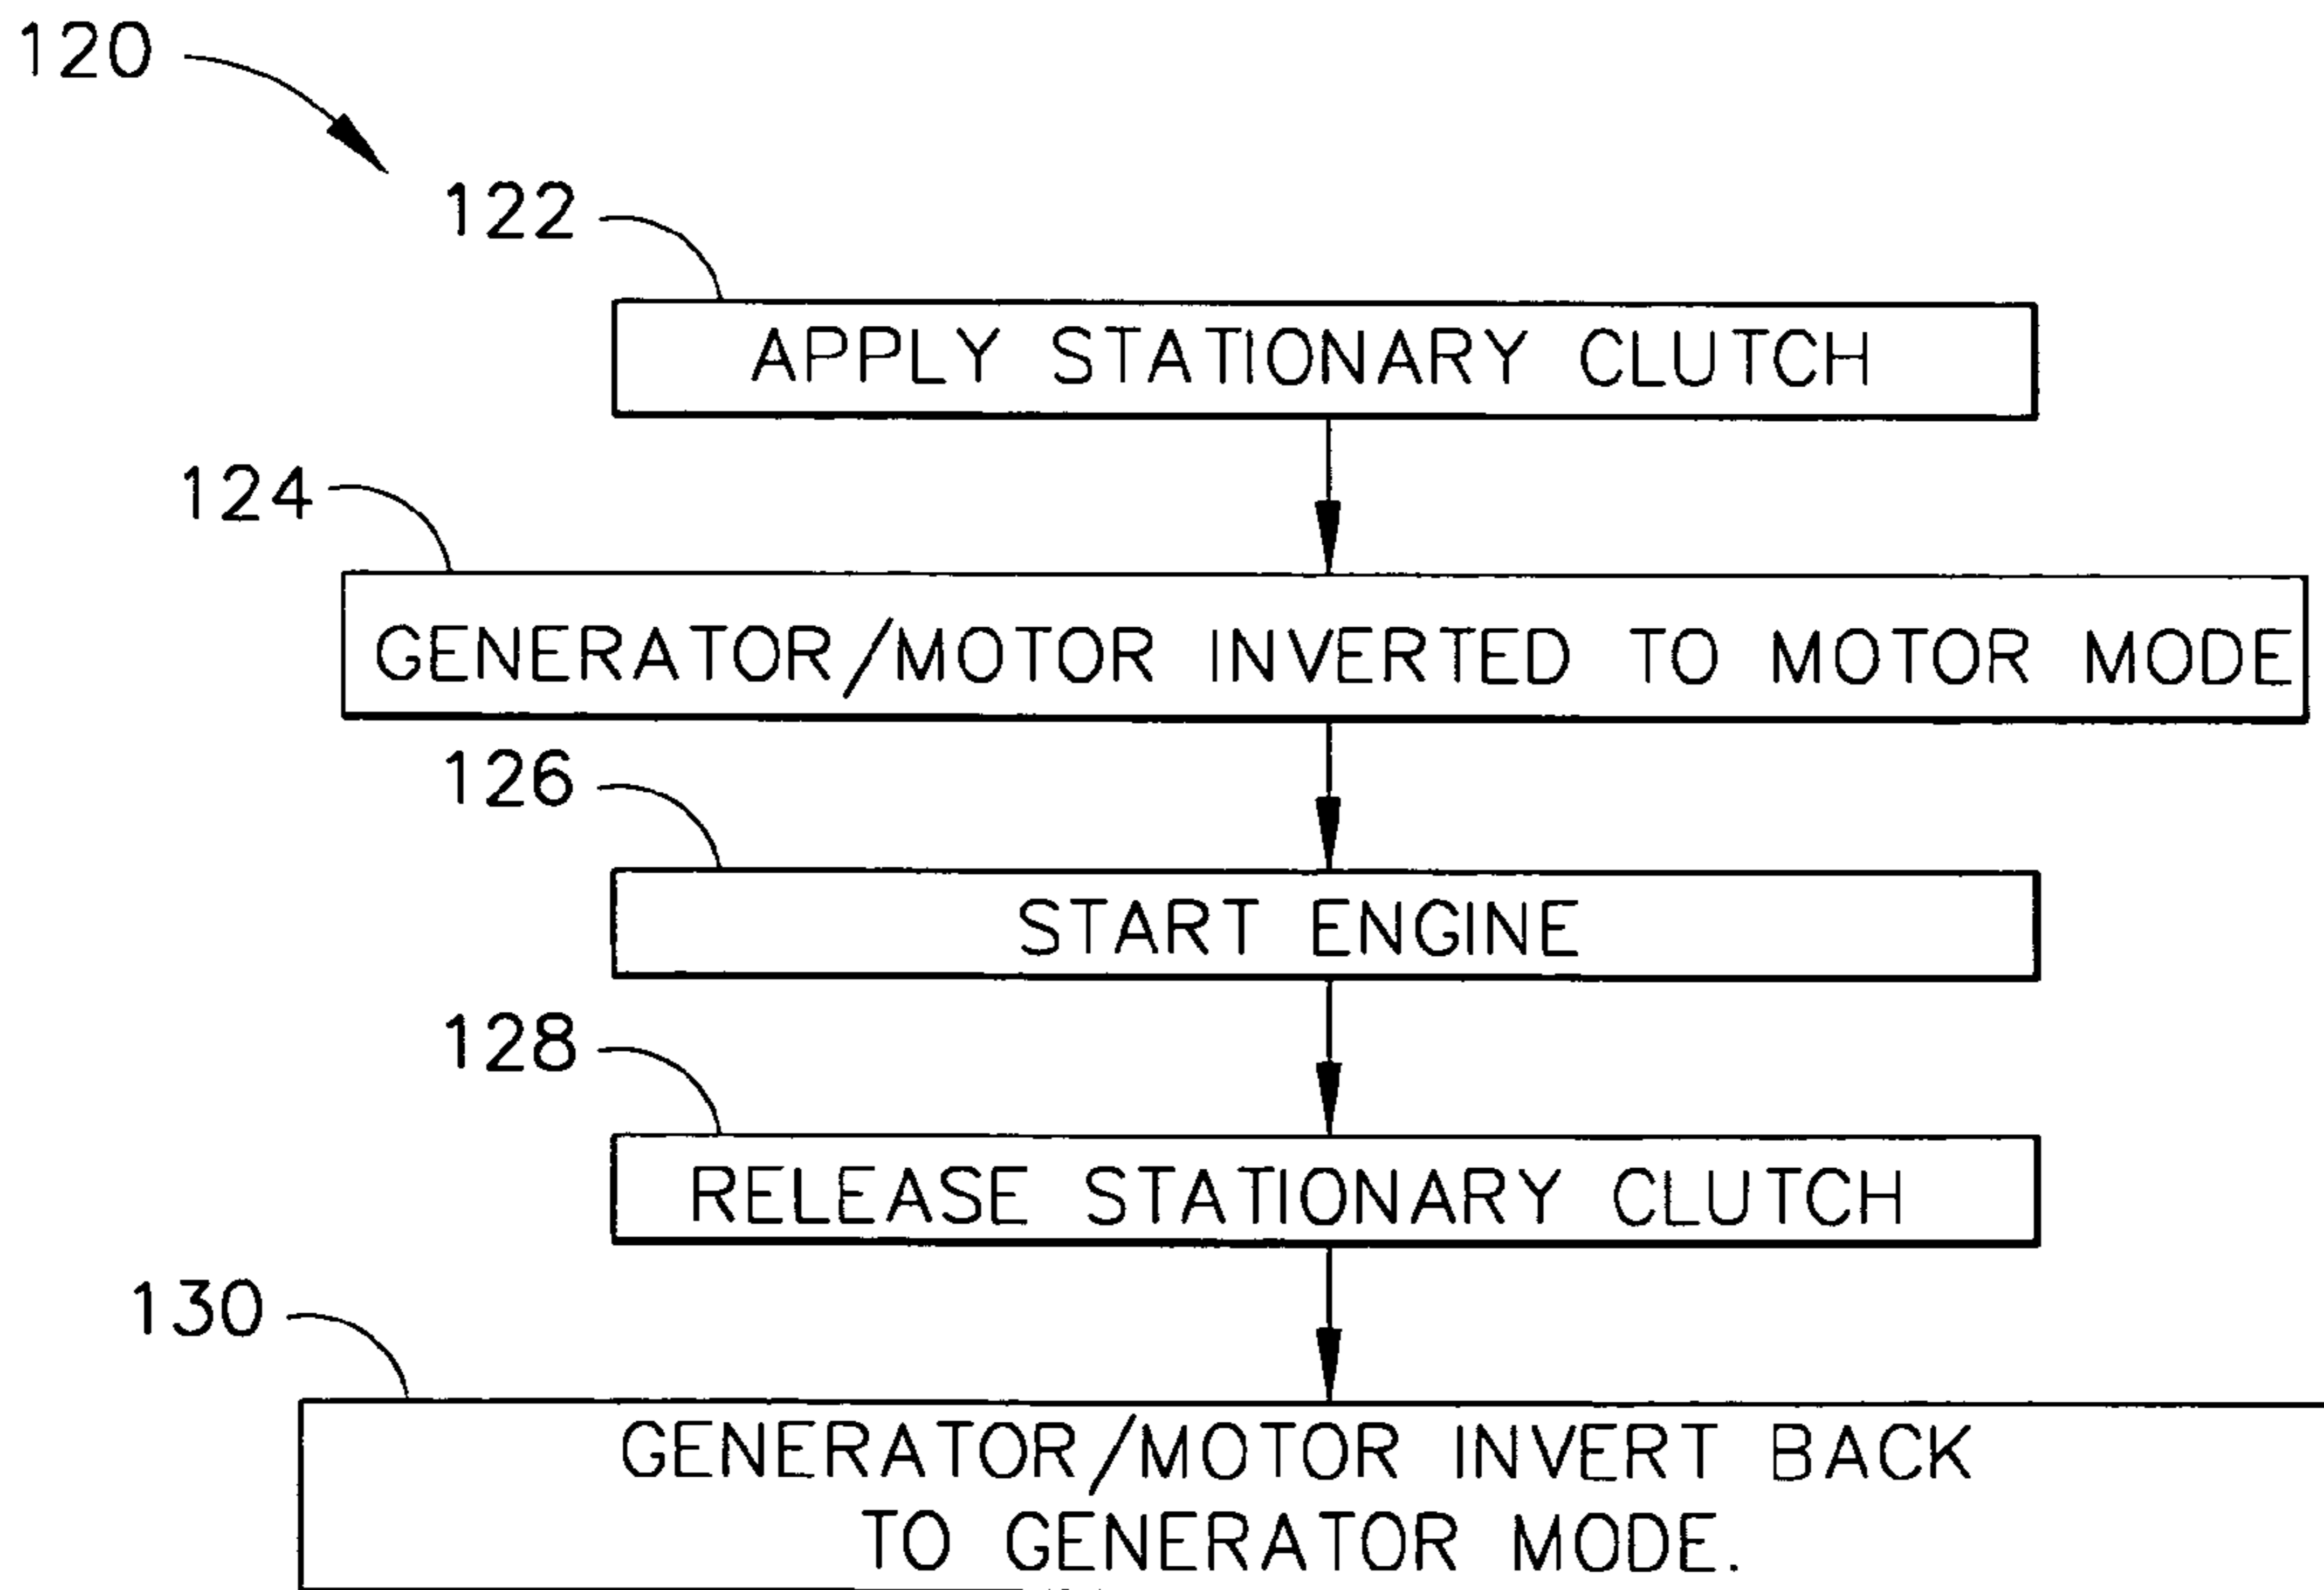 120
122
APPLY STATIONARY CLUTCH
124
GENERATOR/MOTOR INVERTED TO MOTOR MODE
126
START ENGINE
128
RELEASE STATIONARY CLUTCH
130
GENERATOR/MOTOR INVERT BACK
TO GENERATOR MODE.